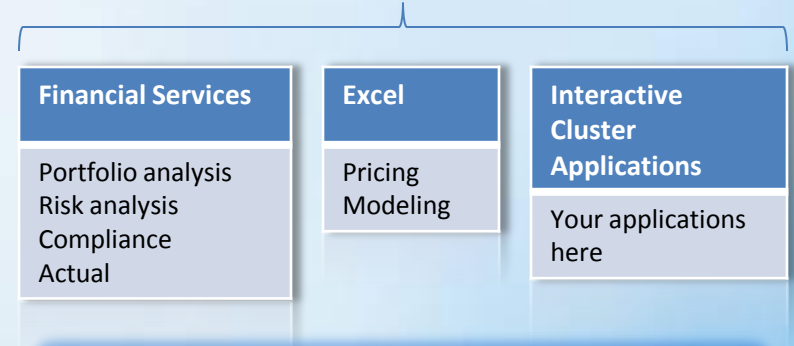 Financial Services
Portfolio analysis
Risk analysis
Compliance
Actual
Excel
Pricing
Modeling
Interactive
Cluster
Applications
Your applications
here